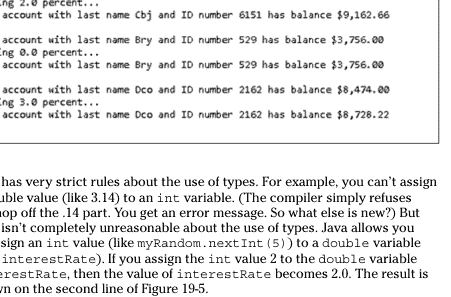 ing 2.0 percent...
account with last name Cbj and ID number 6151 has balance $9,162.66
account with last name Bry and ID number 529 has balance $3,756.00
ing 0.0 percent...
account with last name Bry and ID number 529 has balance $3,756.00
account with last name Dco and ID number 2162 has balance $8,474.00
ing 3.0 percent...
account with last name Dco and ID number 2162 has balance $8,728.22
has very strict rules about the use of types. For example, you can't assign
uble value (like 3.14) to an int variable. (The compiler simply refuses
hop off the .14 part. You get an error message. So what else is new?) But
isn't completely unreasonable about the use of types. Java allows you
sign an int value (like myRandom.nextInt(5)) to a double variable
erestRate). If you assign the int value 2 to the double variable
erestRate, then the value of interestRate becomes 2.0. The result is
wn on the second line of Figure 19-5.